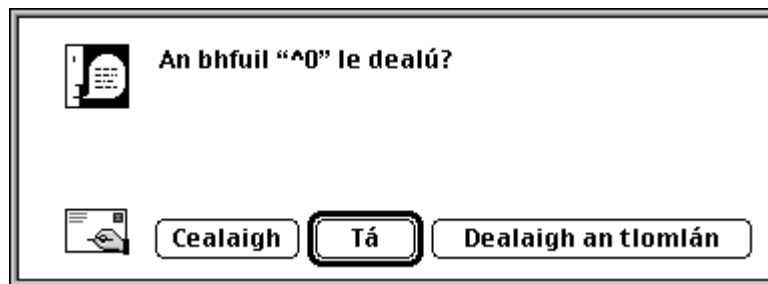 An bhfuil “^0” le dealú?
Cealaigh
Tá
Dealaigh an tIomlán